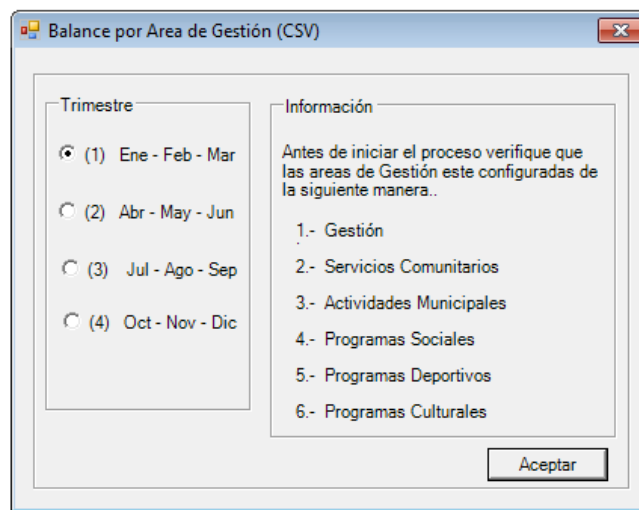 Balance por Area de Gestión (CSV)
Trimestre
(1) Ene - Feb - Mar
(2) Abr - May - Jun
(3) Jul - Ago - Sep
(4) Oct - Nov - Dic
Información
Antes de iniciar el proceso verifique que
las areas de Gestión este configuradas de
la siguiente manera..
1.- Gestión
2.- Servicios Comunitarios
3.- Actividades Municipales
4.- Programas Sociales
5.- Programas Deportivos
6.- Programas Culturales
Aceptar